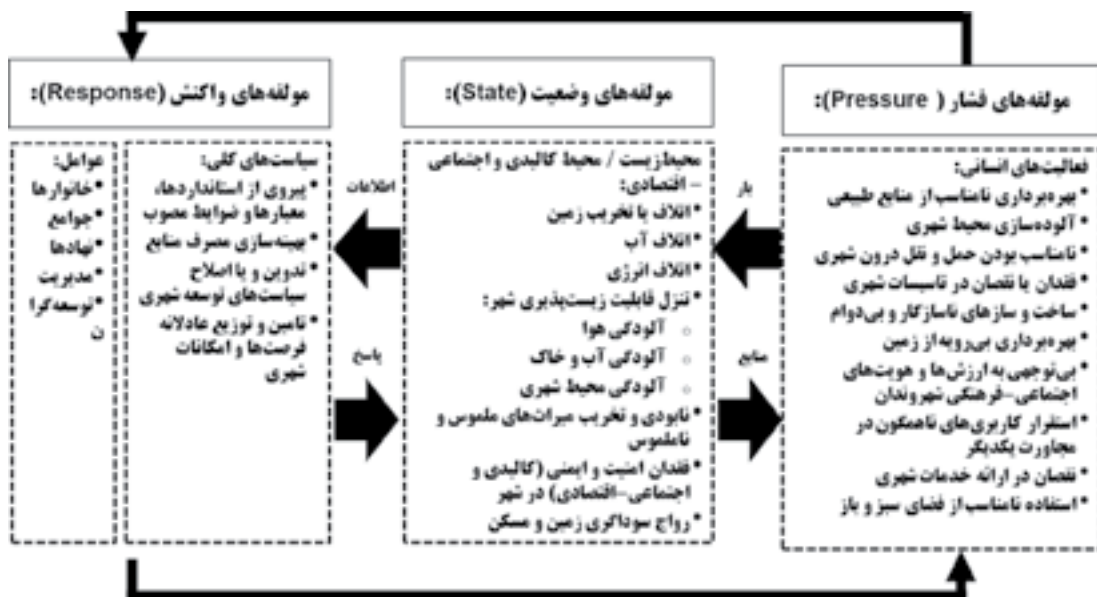 مولفه‌های فشار ( Pressure):
فعالیت‌های انسانی:
•بهره‌برداری نامناسب از منابع طبیعی
•آلوده‌سازی محیط شهری
•نامناسب بودن حمل و نقل درون شهری
•فقدان یا نقصان در تاسیسات شهری
•ساخت و سازهای ناسازگار و بی‌دوام
•بهره‌برداری بی‌رویه از زمین
•بی‌توجهی به ارزش‌ها و هویت‌های
اجتماعی-فرهنگی شهروندان
•استقرار کاربری‌های ناهمگون در
مجاورت یکدیگر
•نقصان در ارائه خدمات شهری
•استفاده نامناسب از فضای سبز و باز
بار
منابع
مولفه‌های وضعیت (State):
محیط‌زیست / محیط کالبدی و اجتماعی
- اقتصادی:
•اتلاف یا تخریب زمین
•اتلاف آب
•اتلاف انرژی
•تنزل قابلیت زیست‌پذیری شهر:
○ آلودگی هوا
○ آلودگی آب و خاک
○ آلودگی محیط شهری
•نابودی و تخریب میراث‌های ملموس و
ناملموس
•فقدان امنیت و ایمنی (کالبدی و
اجتماعی-اقتصادی) در شهر
•رواج سوداگری زمین و مسکن
اطلاعات
پاسخ
مولفه‌های واکنش (Response):
سیاست‌های کلی:
•پیروی از استانداردها،
معیارها و ضوابط مصوب
•بهینه‌سازی مصرف منابع
•تدوین و یا اصلاح
سیاست‌های توسعه شهری
•تامین و توزیع عادلانه
فرصت‌ها و امکانات
شهری
عوامل:
•خانوارها
•جوامع
•نهادها
•مدیریت
•توسعه‌گرا
ن